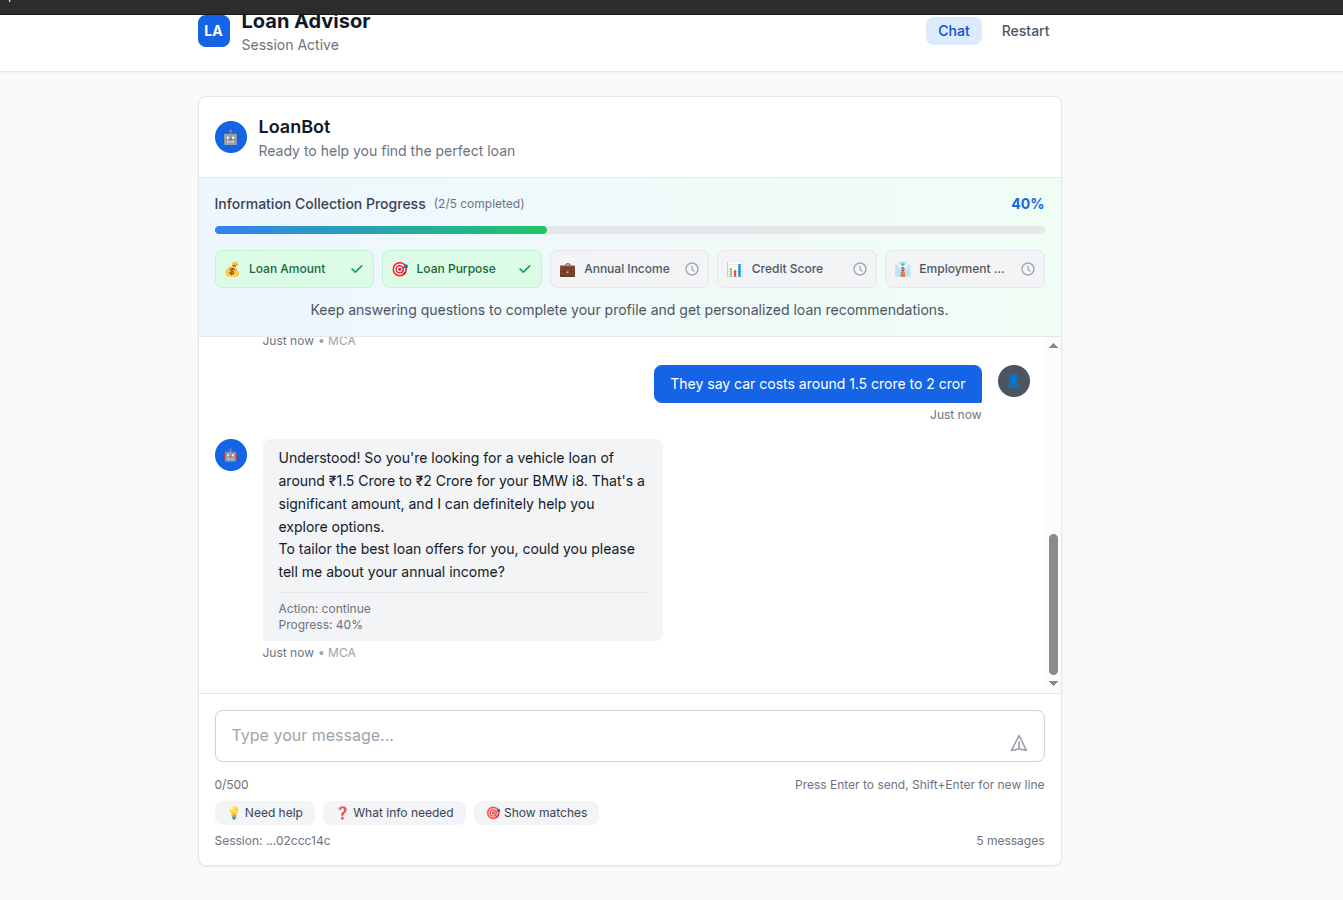 LA
Loan Advisor
Session Active
Chat
Restart
LoanBot
Ready to help you find the perfect loan
Information Collection Progress (2/5 completed)
40%
Loan Amount
Loan Purpose
Annual Income
Credit Score
Employment ...
Keep answering questions to complete your profile and get personalized loan recommendations.
Just now • MCA
They say car costs around 1.5 crore to 2 cror
Just now
Understood! So you're looking for a vehicle loan of
around ₹1.5 Crore to ₹2 Crore for your BMW i8. That's a
significant amount, and I can definitely help you
explore options.
To tailor the best loan offers for you, could you please
tell me about your annual income?
Action: continue
Progress: 40%
Just now • MCA
Type your message...
0/500
Press Enter to send, Shift+Enter for new line
💡 Need help
❓ What info needed
🎯 Show matches
Session: ...02ccc14c
5 messages